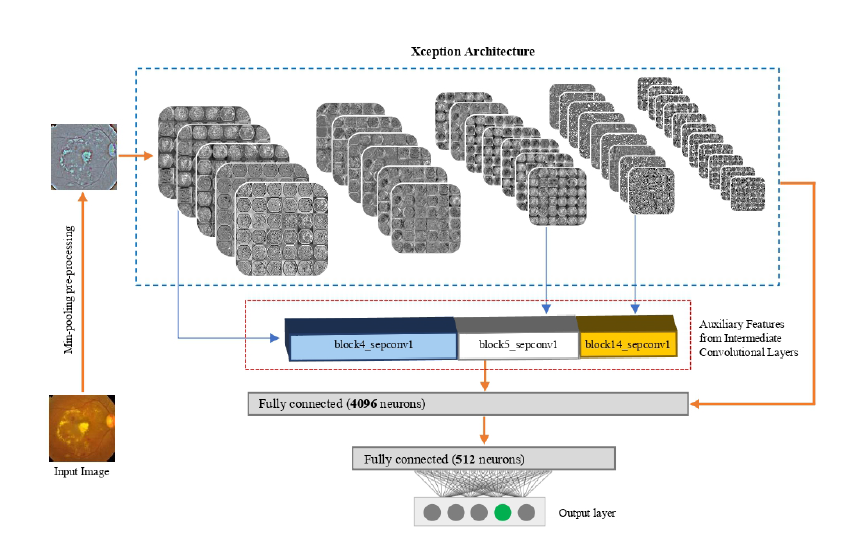 Xception Architecture
Min-pooling pre-processing
Input Image
block4_sepconv1
block5_sepconv1
block14_sepconv1
Auxiliary Features
from Intermediate
Convolutional Layers
Fully connected (4096 neurons)
Fully connected (512 neurons)
Output layer